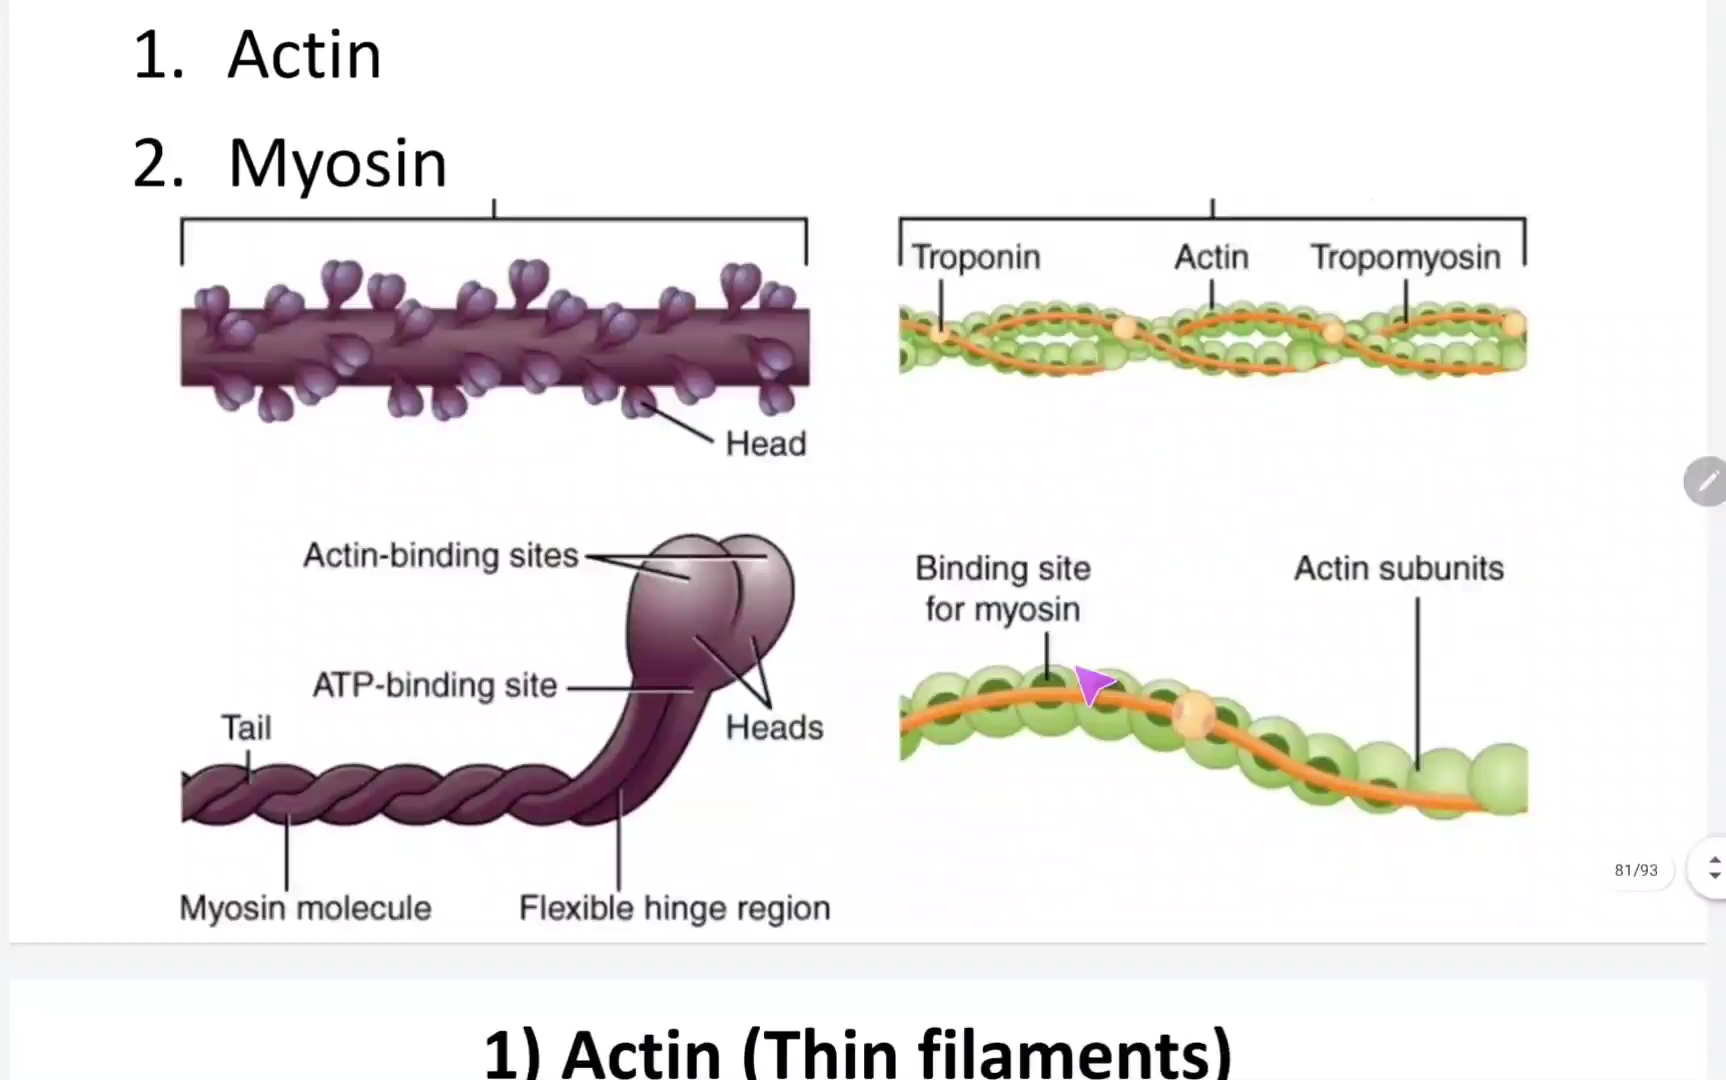 1. Actin
2. Myosin
Troponin
Actin
Tropomyosin
Head
Actin-binding sites
ATP-binding site
Tail
Heads
Myosin molecule
Flexible hinge region
Binding site
for myosin
Actin subunits
81/93
1) Actin (Thin filaments)